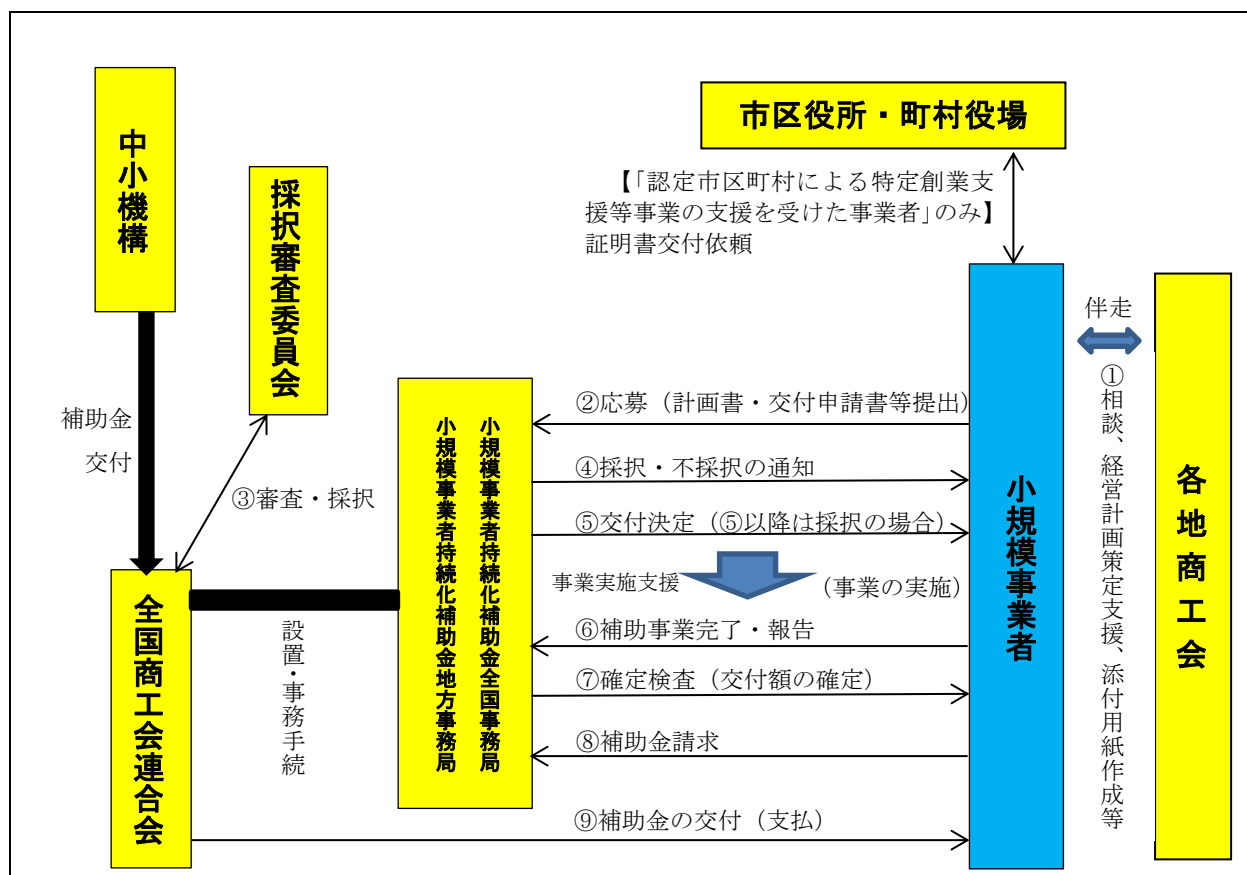 中小機構
採択審査委員会
市区役所・町村役場
【「認定市区町村による特定創業支
援等事業の支援を受けた事業者」のみ】
証明書交付依頼
補助金
交付
③審査・採択
全国商工会連合会
設置・事務手続
小規模事業者持続化補助金全国事務局
小規模事業者持続化補助金地方事務局
②応募（計画書・交付申請書等提出）
④採択・不採択の通知
⑤交付決定（⑤以降は採択の場合）
事業実施支援
（事業の実施）
⑥補助事業完了・報告
⑦確定検査（交付額の確定）
⑧補助金請求
⑨補助金の交付（支払）
小規模事業者
伴走
①相談、経営計画策定支援、添付用紙作成等
各地商工会